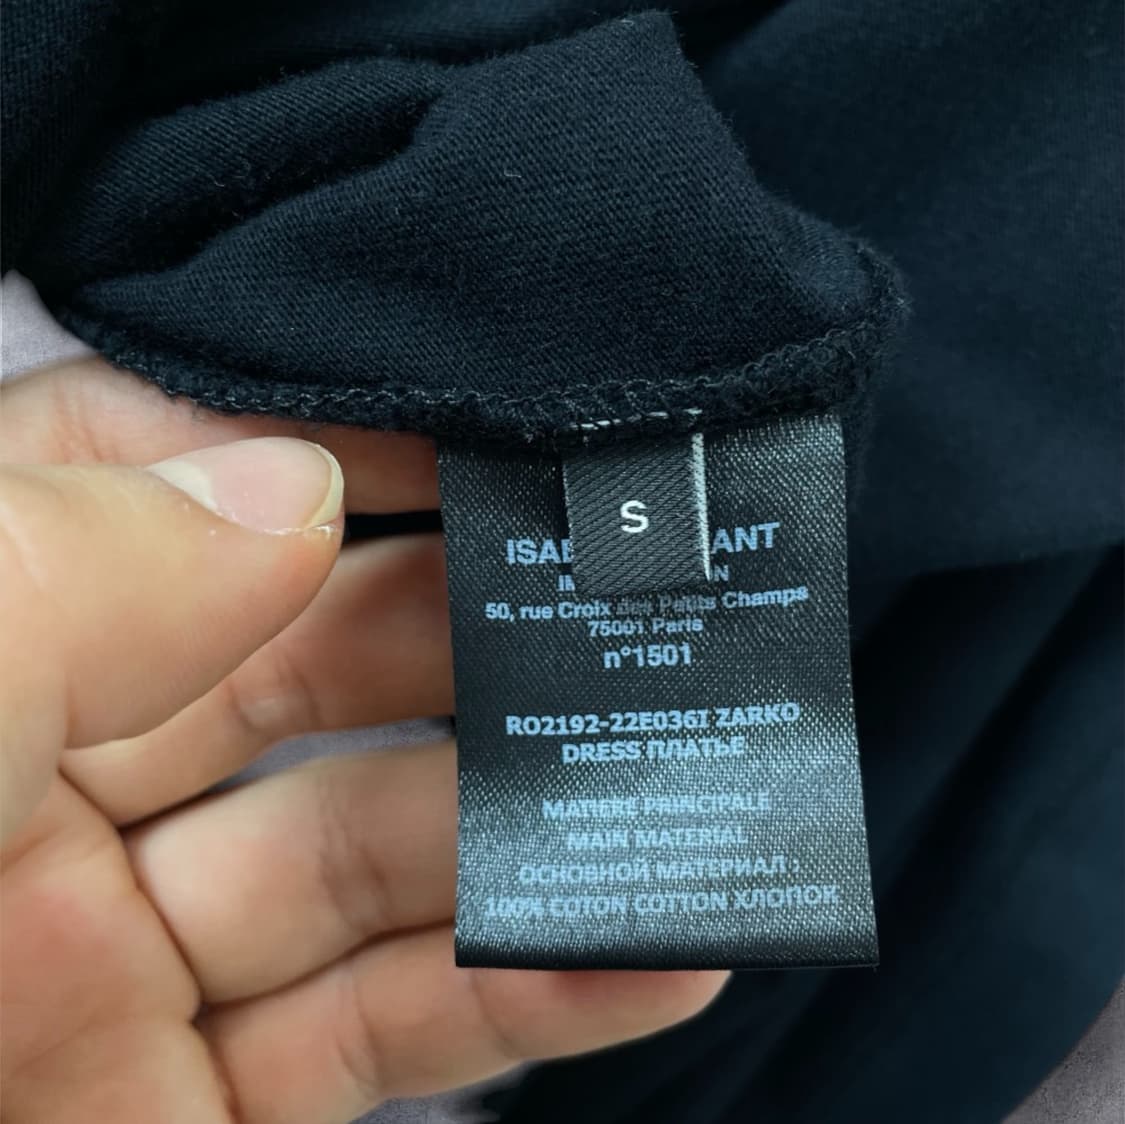 S
ISAB ANT
50, rue Croix des Petits Champs
75001 Paris
n°1501
RO2192-22E036I ZARKO
DRESS ПЛАТЬЕ
MATIERE PRINCIPALE
MAIN MATERIAL
ОСНОВНОЙ МАТЕРИАЛ :
100% COTON COTTON ХЛОПОК